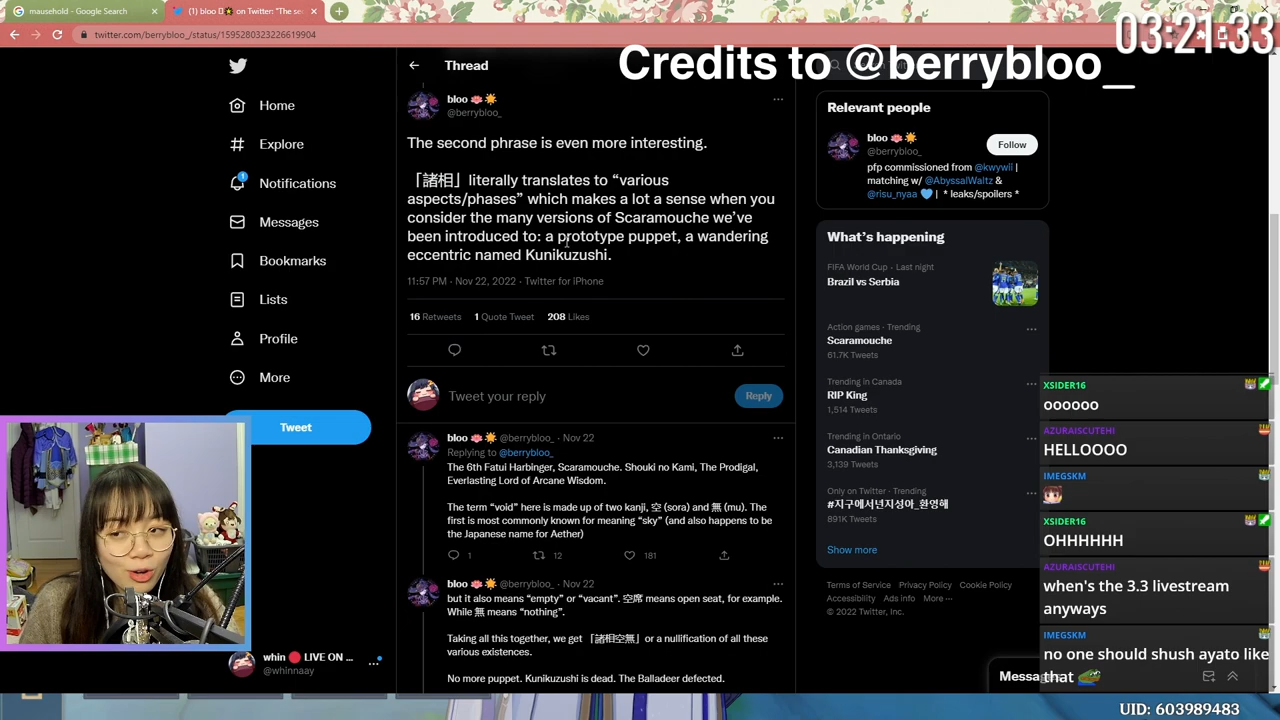 mausehold - Google Search
(1) bloo on Twitter: "The sec
twitter.com/berrybloo_/status/1595280323226619904
03:21:33
Credits to @berrybloo_
Home
Explore
1
Notifications
Messages
Bookmarks
Lists
Profile
More
Tweet
whin 🔴 LIVE ON ...
@whinnaay
Thread
bloo 🪷☀️
@berrybloo_
The second phrase is even more interesting.
「諸相」literally translates to “various
aspects/phases” which makes a lot a sense when you
consider the many versions of Scaramouche we’ve
been introduced to: a prototype puppet, a wandering
eccentric named Kunikuzushi.
11:57 PM · Nov 22, 2022 · Twitter for iPhone
16 Retweets 1 Quote Tweet 208 Likes
Tweet your reply
Reply
bloo 🪷☀️ @berrybloo_ · Nov 22
Replying to @berrybloo_
The 6th Fatui Harbinger, Scaramouche. Shouki no Kami, The Prodigal,
Everlasting Lord of Arcane Wisdom.
The term “void” here is made up of two kanji, 空 (sora) and 無 (mu). The
first is most commonly known for meaning “sky” (and also happens to be
the Japanese name for Aether)
1 12 181
bloo 🪷☀️ @berrybloo_ · Nov 22
but it also means “empty” or “vacant”. 空席 means open seat, for example.
While 無 means “nothing”.
Taking all this together, we get「諸相空無」or a nullification of all these
various existences.
No more puppet. Kunikuzushi is dead. The Balladeer defected.
Relevant people
bloo 🪷☀️
@berrybloo_
Follow
pfp commissioned from @kwywil |
matching w/ @AbyssalWaltz &
@risu_nyaa 💙 | * leaks/spoilers *
What’s happening
FIFA World Cup · Last night
Brazil vs Serbia
Action games · Trending
Scaramouche
61.7K Tweets
Trending in Canada
RIP King
1,514 Tweets
Trending in Ontario
Canadian Thanksgiving
3,139 Tweets
Only on Twitter · Trending
#지구에서넌지성아_환영해
891K Tweets
Show more
Terms of Service Privacy Policy Cookie Policy
Accessibility Ads info More ...
© 2022 Twitter, Inc.
XSIDER16
oooooo
AZURAISCUTEHI
HELLOOOO
IMEGSKM
XSIDER16
OHHHHHH
AZURAISCUTEHI
when's the 3.3 livestream
anyways
IMEGSKM
no one should shush ayato like
that
UID: 603989483